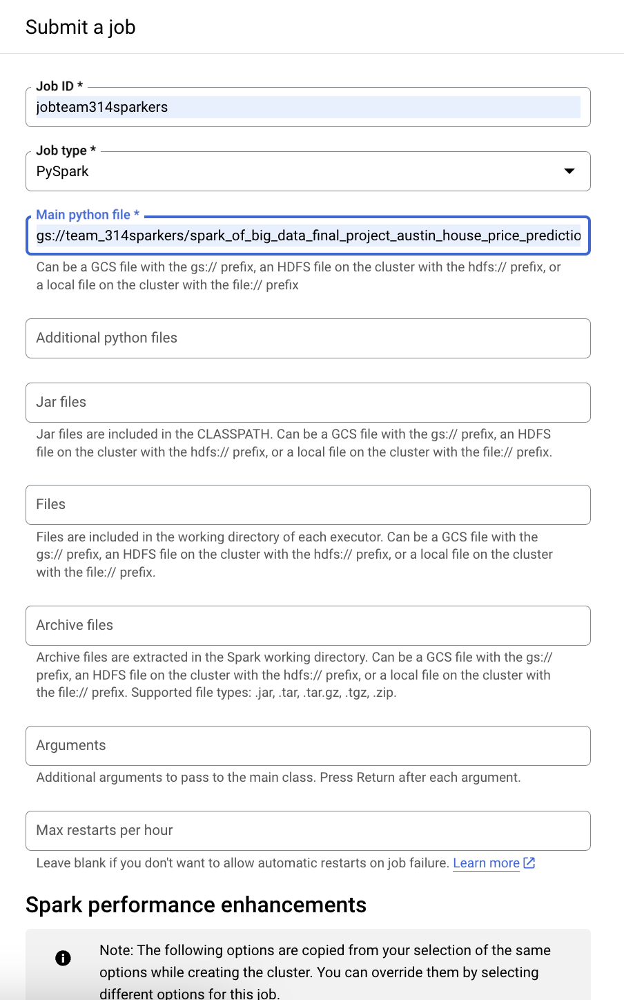 Submit a job
Job ID *
jobteam314sparkers
Job type *
PySpark
Main python file *
gs://team_314sparkers/spark_of_big_data_final_project_austin_house_price_predictio
Can be a GCS file with the gs:// prefix, an HDFS file on the cluster with the hdfs:// prefix, or
a local file on the cluster with the file:// prefix
Additional python files
Jar files
Jar files are included in the CLASSPATH. Can be a GCS file with the gs:// prefix, an HDFS
file on the cluster with the hdfs:// prefix, or a local file on the cluster with the file:// prefix.
Files
Files are included in the working directory of each executor. Can be a GCS file with the
gs:// prefix, an HDFS file on the cluster with the hdfs:// prefix, or a local file on the cluster
with the file:// prefix.
Archive files
Archive files are extracted in the Spark working directory. Can be a GCS file with the gs://
prefix, an HDFS file on the cluster with the hdfs:// prefix, or a local file on the cluster with
the file:// prefix. Supported file types: .jar, .tar, .tar.gz, .tgz, .zip.
Arguments
Additional arguments to pass to the main class. Press Return after each argument.
Max restarts per hour
Leave blank if you don't want to allow automatic restarts on job failure. Learn more
Spark performance enhancements
Note: The following options are copied from your selection of the same
options while creating the cluster. You can override them by selecting
different options for this job.